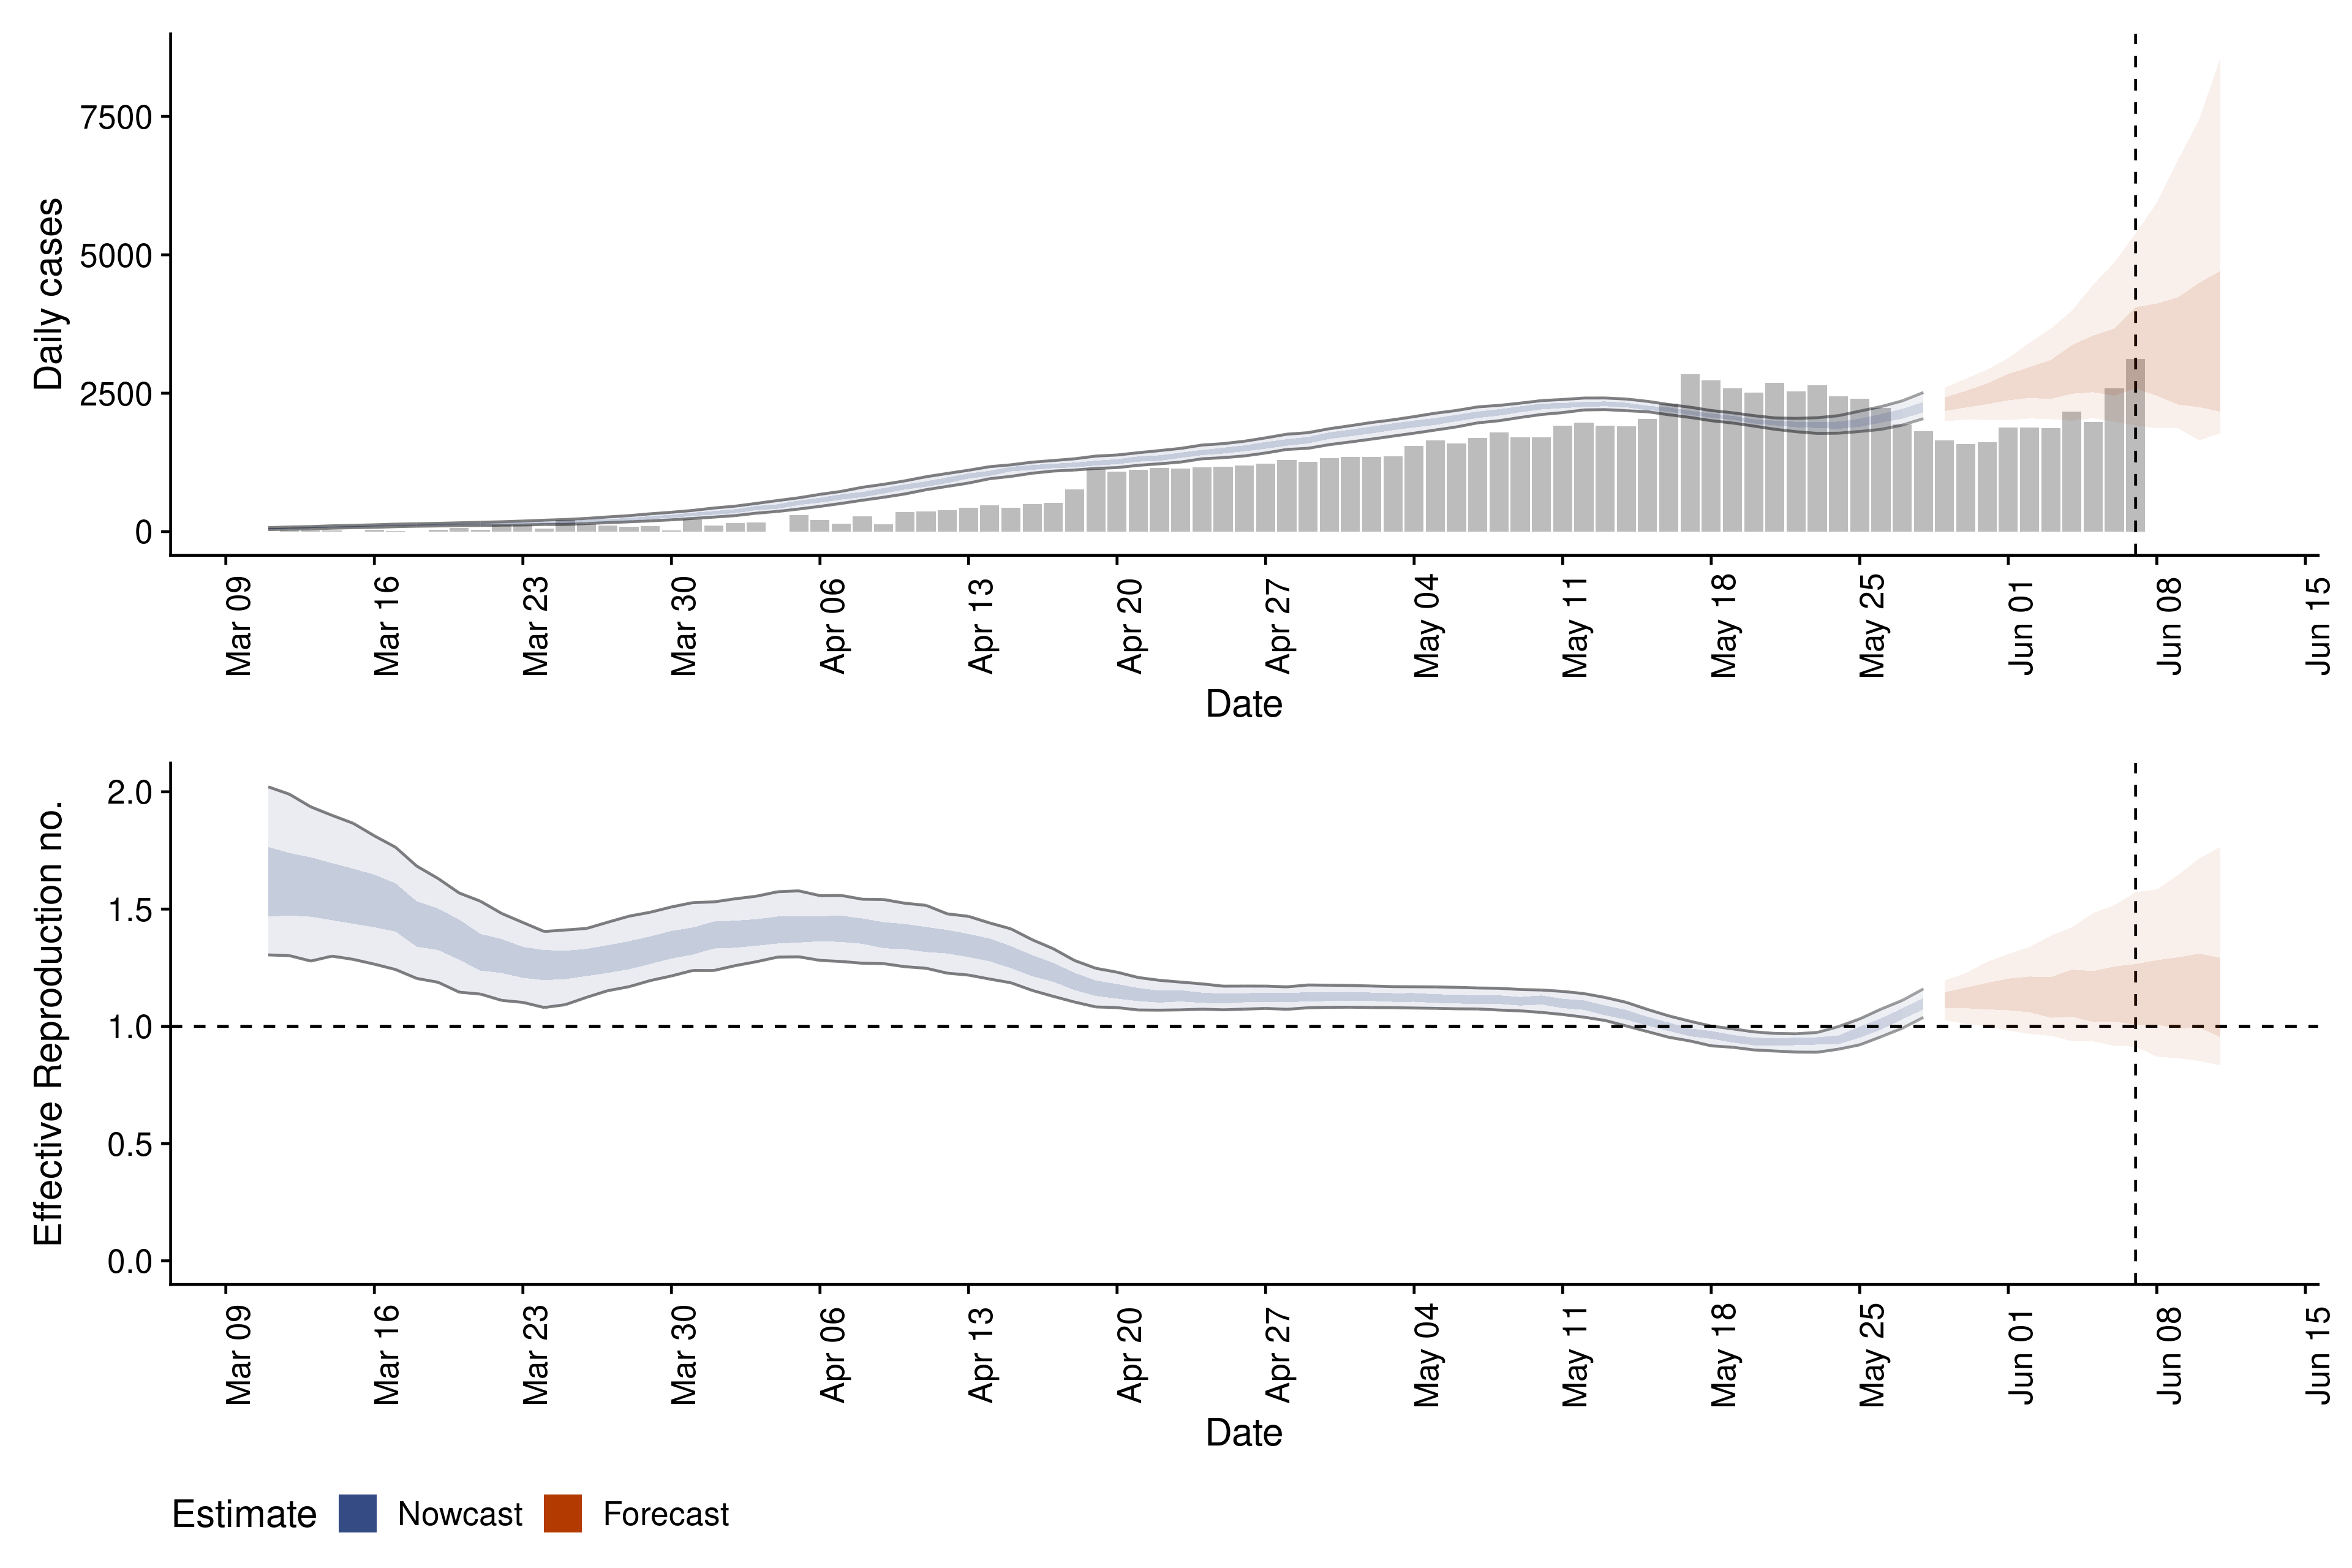 Daily cases
7500
5000
2500
0
Mar 09
Mar 16
Mar 23
Mar 30
Apr 06
Apr 13
Apr 20
Apr 27
May 04
May 11
May 18
May 25
Jun 01
Jun 08
Jun 15
Date
Effective Reproduction no.
2.0
1.5
1.0
0.5
0.0
Mar 09
Mar 16
Mar 23
Mar 30
Apr 06
Apr 13
Apr 20
Apr 27
May 04
May 11
May 18
May 25
Jun 01
Jun 08
Jun 15
Date
Estimate Nowcast Forecast